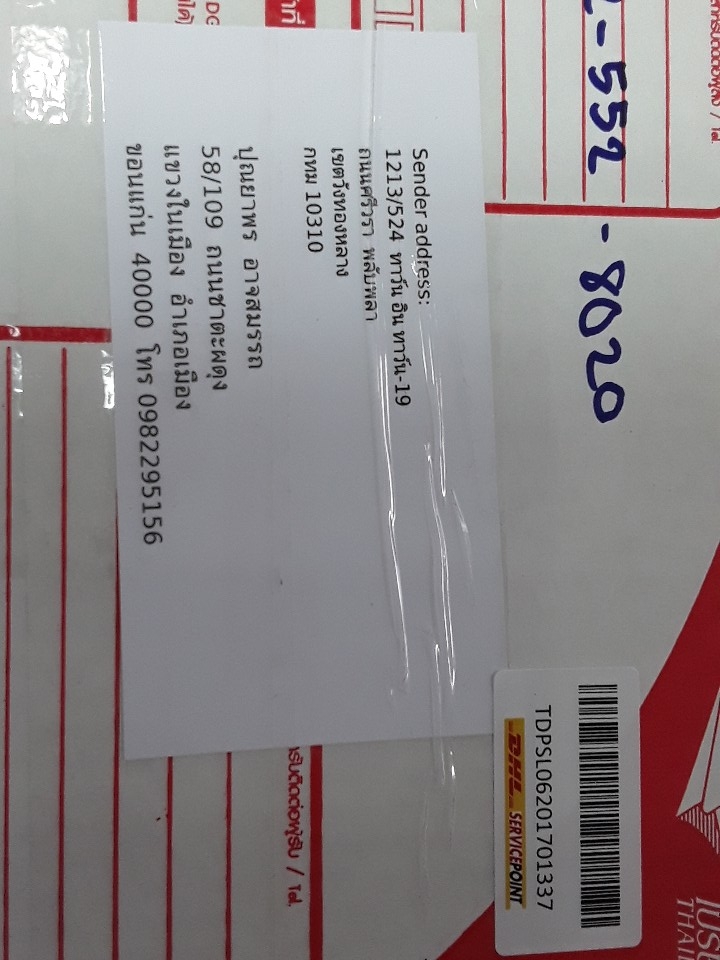 2-552-8020
Sender address:
1213/524 ทาวน์ อิน ทาวน์-19
ถนนศรีวรา พลับพลา
เขตวังทองหลาง
กทม 10310
ปุณยาพร อาจสมรรถ
58/109 ถนนชาตะผดุง
แขวงในเมือง อำเภอเมือง
ขอนแก่น 40000 โทร 0982295156
TDPSL06201701337
DHL SERVICEPOINT